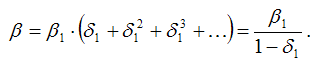 β = β₁ · (δ₁ + δ₁² + δ₁³ + …) = β₁ / (1 − δ₁) .